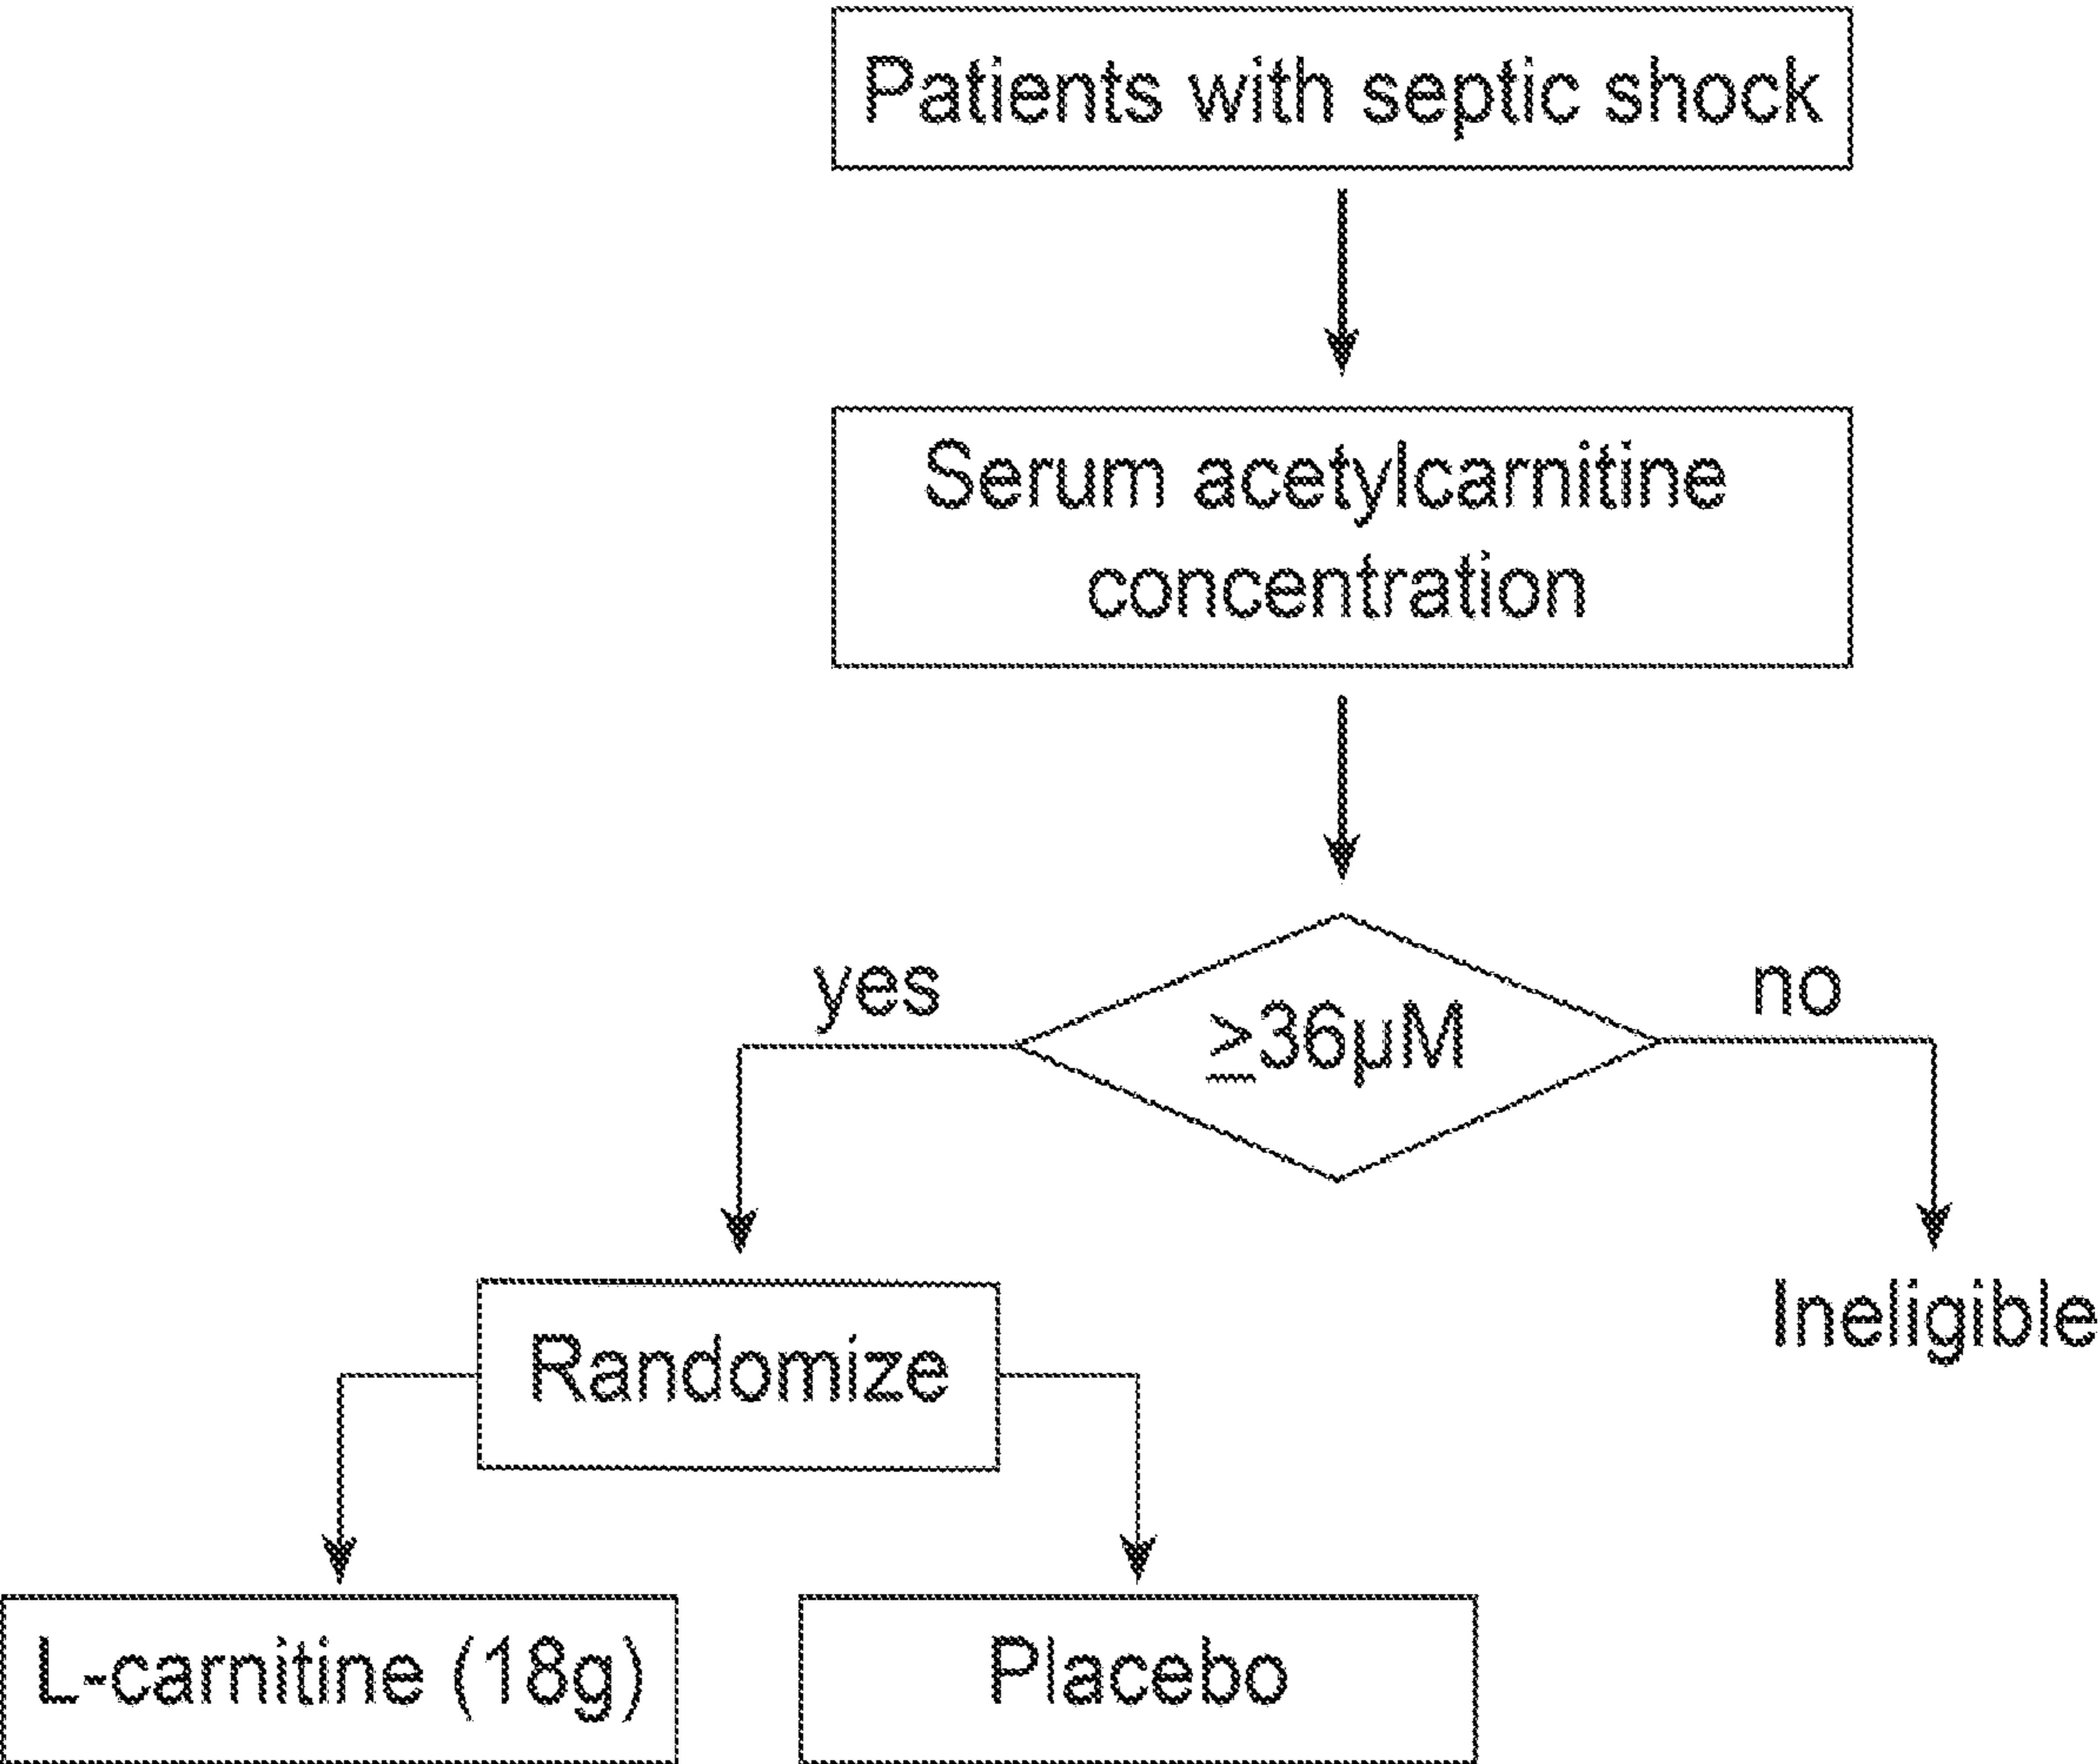 Patients with septic shock
Serum acetylcarnitine
concentration
yes
≥36µM
no
Randomize
Ineligible
L-carnitine (18g)
Placebo